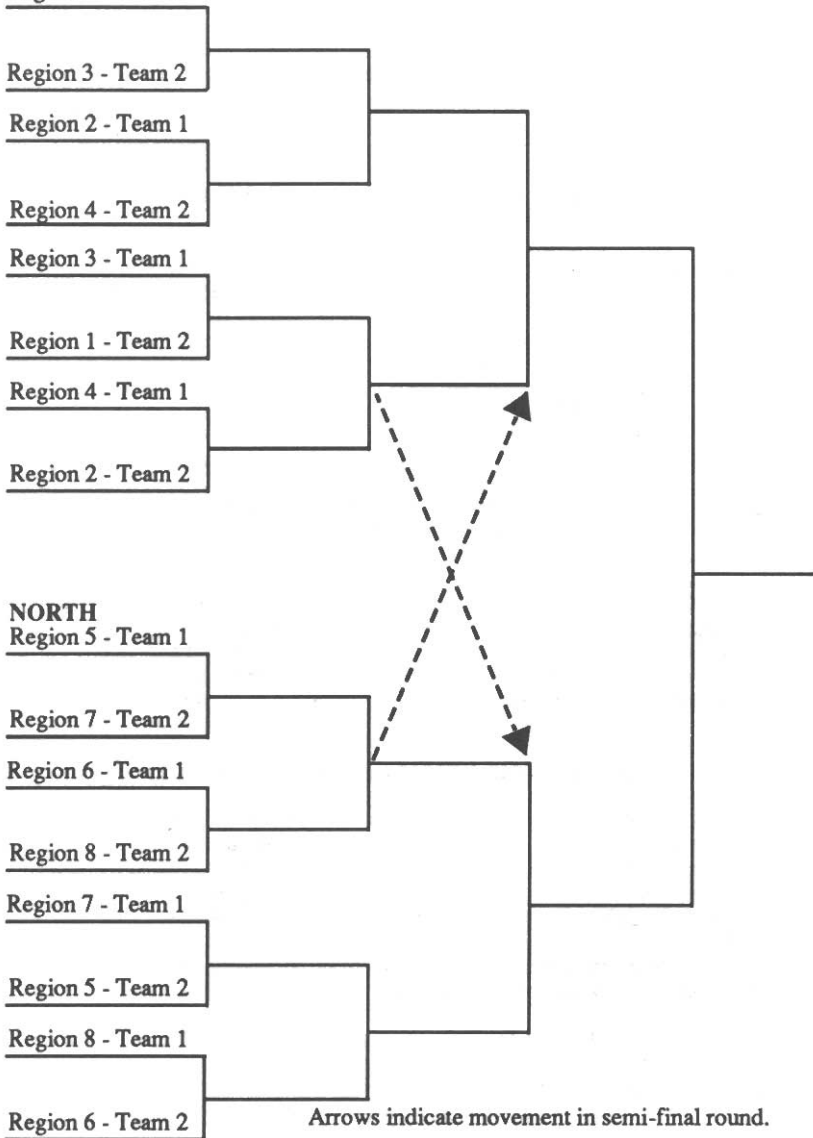 Region 3 - Team 2
Region 2 - Team 1
Region 4 - Team 2
Region 3 - Team 1
Region 1 - Team 2
Region 4 - Team 1
Region 2 - Team 2
NORTH
Region 5 - Team 1
Region 7 - Team 2
Region 6 - Team 1
Region 8 - Team 2
Region 7 - Team 1
Region 5 - Team 2
Region 8 - Team 1
Region 6 - Team 2
Arrows indicate movement in semi-final round.